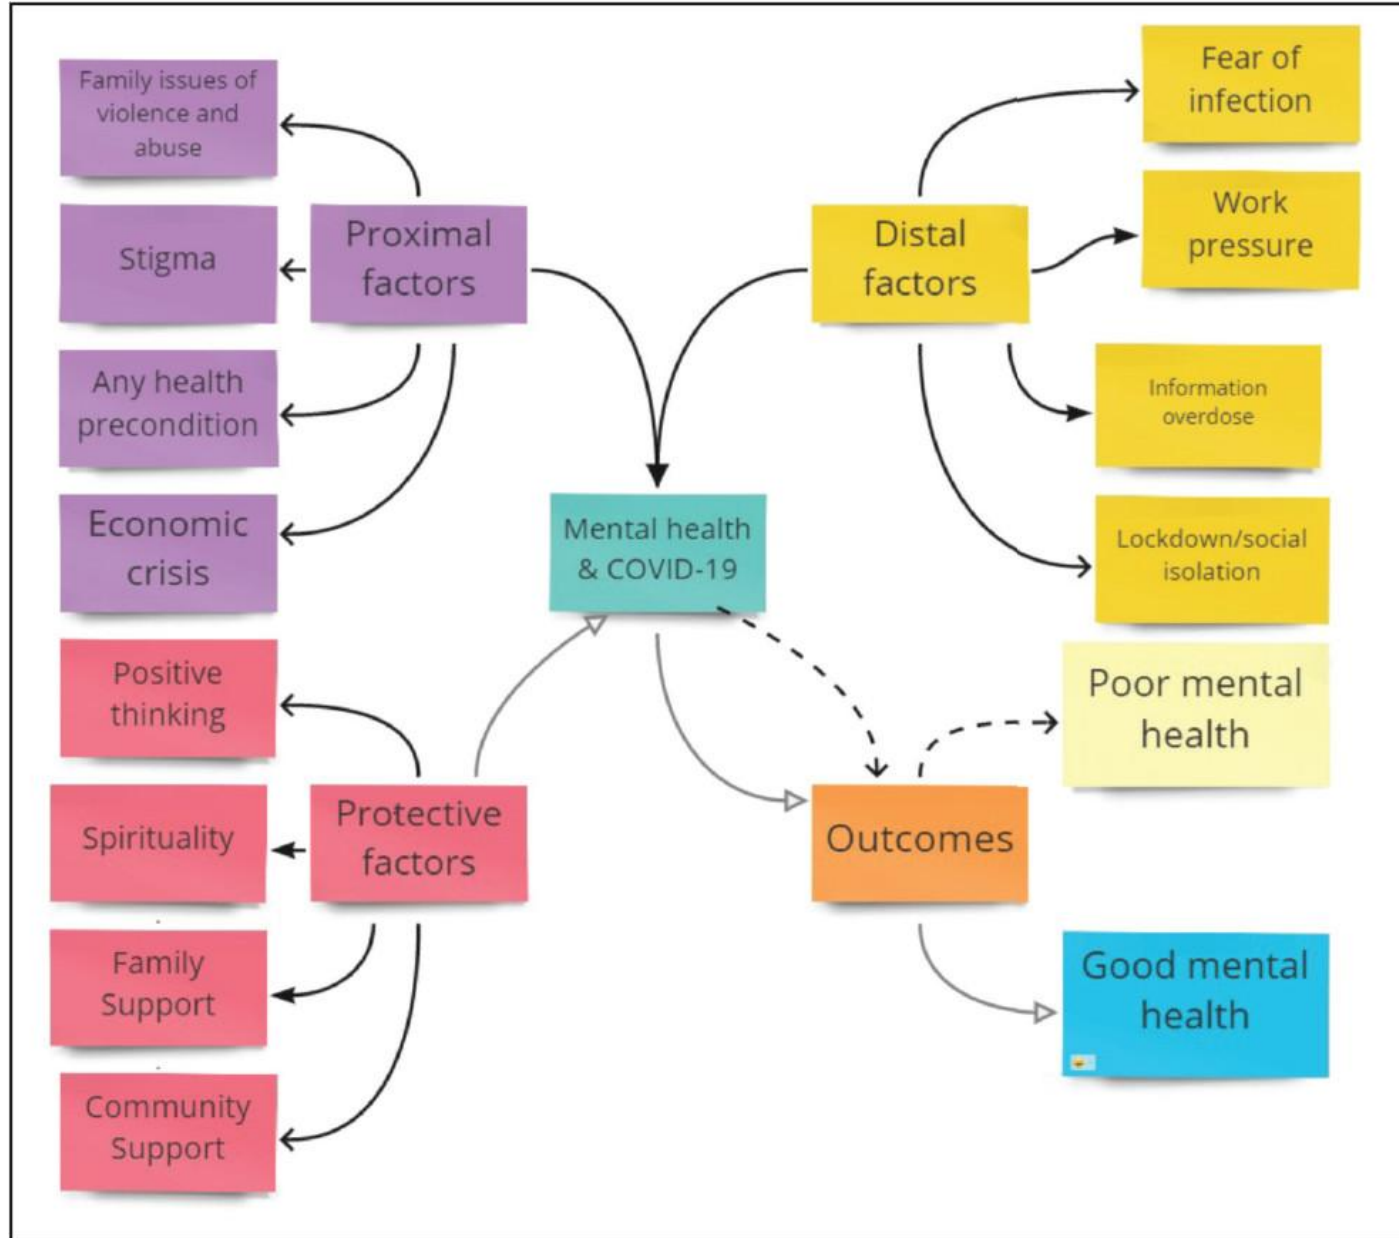 Family issues of
violence and
abuse
Stigma
Any health
precondition
Economic
crisis
Proximal
factors
Distal
factors
Fear of
infection
Work
pressure
Information
overdose
Lockdown/social
isolation
Mental health
& COVID-19
Positive
thinking
Spirituality
Family
Support
Community
Support
Protective
factors
Outcomes
Poor mental
health
Good mental
health